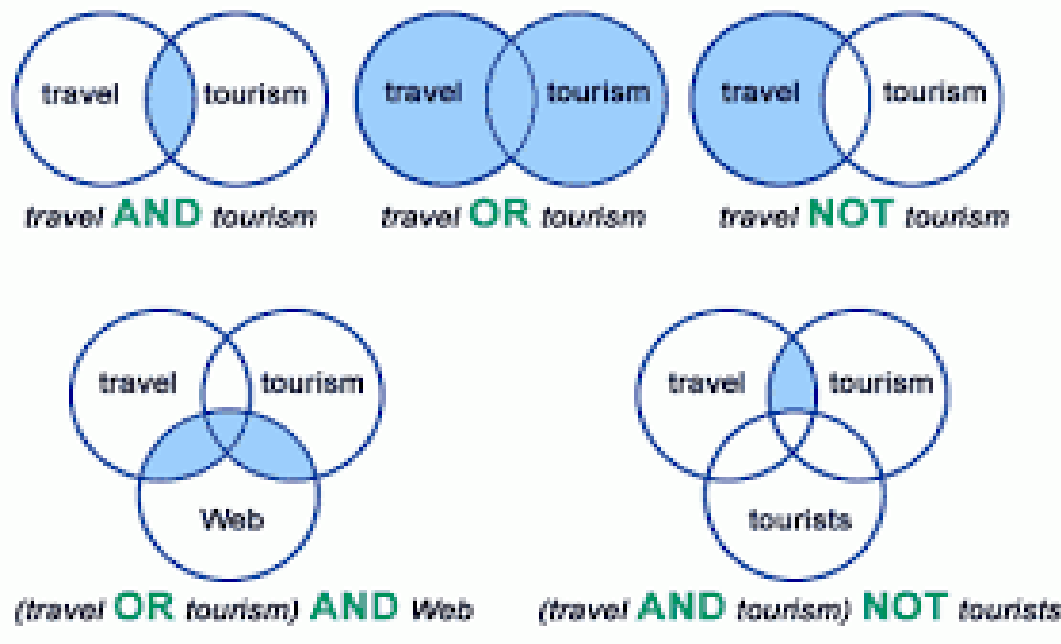 travel tourism travel tourism travel tourism
travel AND tourism travel OR tourism travel NOT tourism
travel tourism travel tourism
Web tourists
(travel OR tourism) AND Web (travel AND tourism) NOT tourists